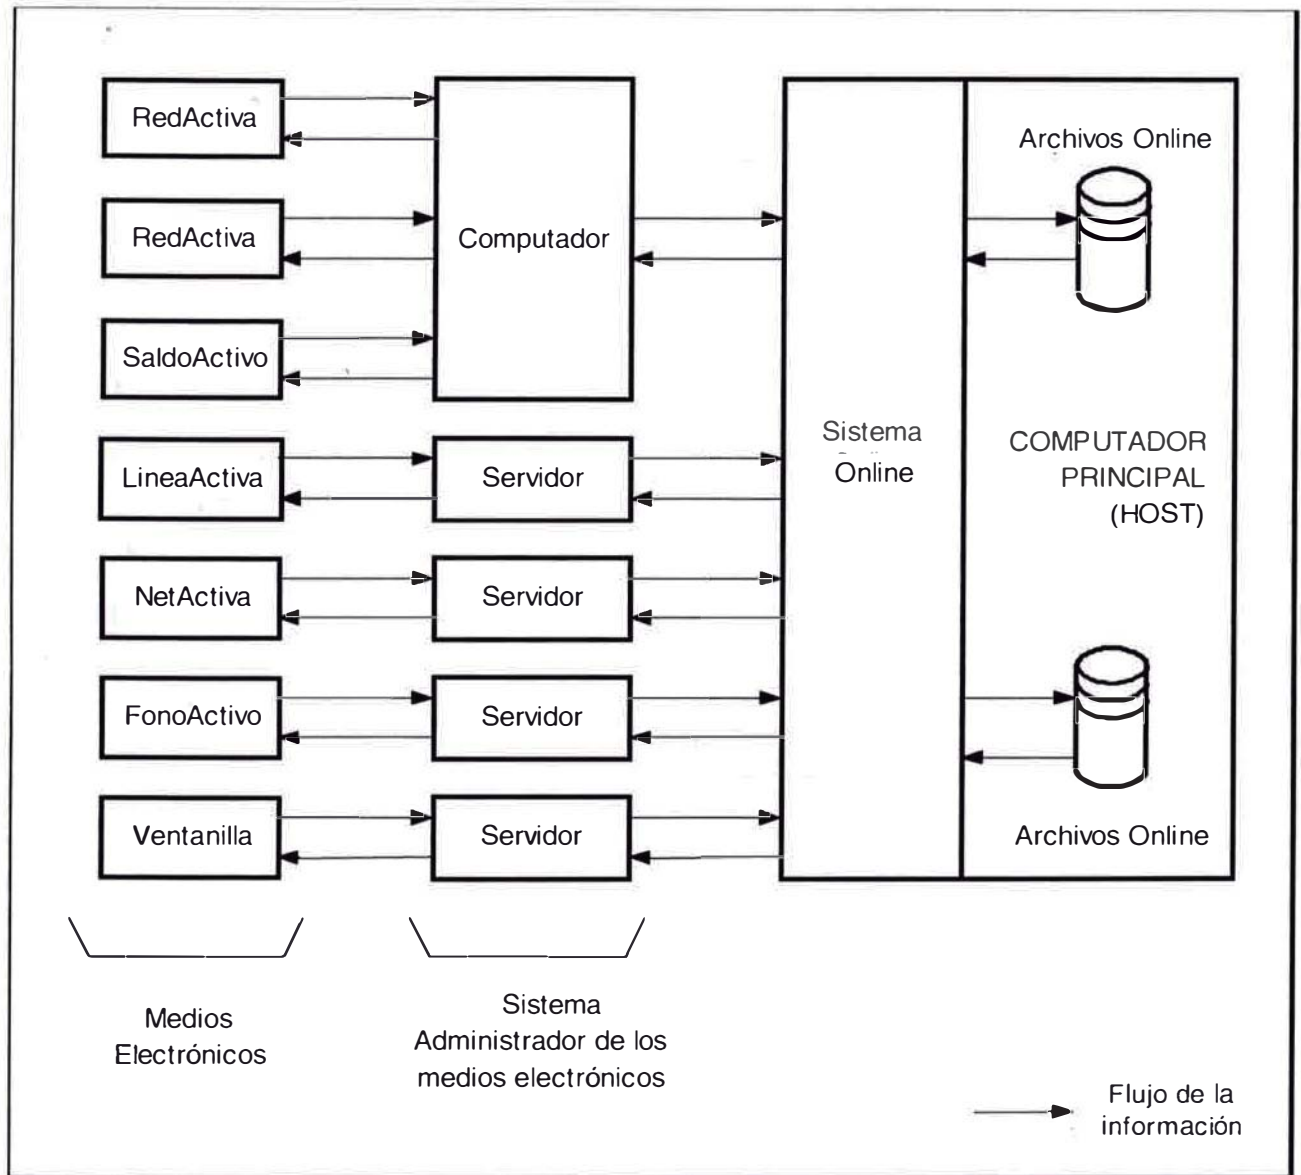 RedActiva
RedActiva
SaldoActivo
LineaActiva
NetActiva
FonoActivo
Ventanilla
Computador
Servidor
Servidor
Servidor
Servidor
Sistema
Online
Archivos Online
COMPUTADOR
PRINCIPAL
(HOST)
Archivos Online
Medios
Electrónicos
Sistema
Administrador de los
medios electrónicos
Flujo de la
información